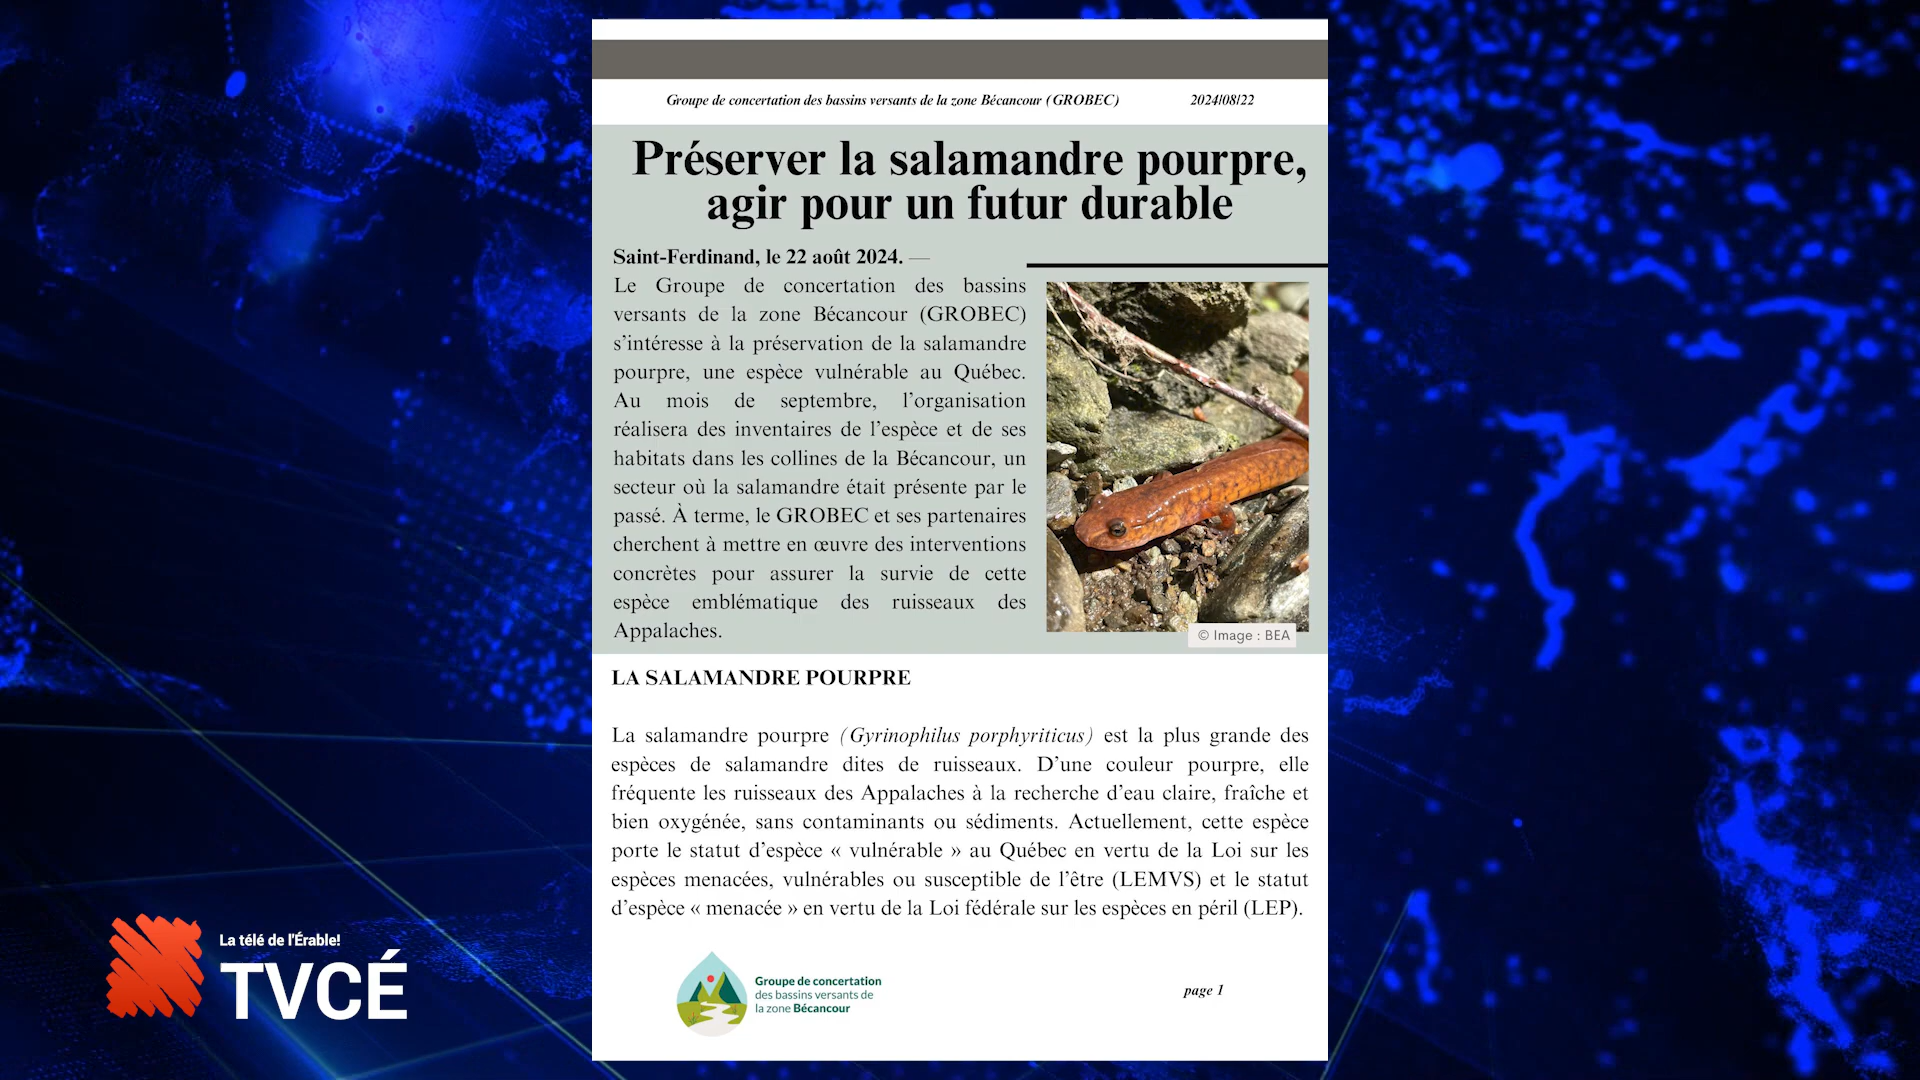 Groupe de concertation des bassins versants de la zone Bécancour (GROBEC)
2024/08/22
Préserver la salamandre pourpre,
agir pour un futur durable
Saint-Ferdinand, le 22 août 2024. —
Le Groupe de concertation des bassins
versants de la zone Bécancour (GROBEC)
s'intéresse à la préservation de la salamandre
pourpre, une espèce vulnérable au Québec.
Au mois de septembre, l'organisation
réalisera des inventaires de l'espèce et de ses
habitats dans les collines de la Bécancour, un
secteur où la salamandre était présente par le
passé. À terme, le GROBEC et ses partenaires
cherchent à mettre en œuvre des interventions
concrètes pour assurer la survie de cette
espèce emblématique des ruisseaux des
Appalaches.
© Image : BEA
LA SALAMANDRE POURPRE
La salamandre pourpre (Gyrinophilus porphyriticus) est la plus grande des
espèces de salamandre dites de ruisseaux. D'une couleur pourpre, elle
fréquente les ruisseaux des Appalaches à la recherche d'eau claire, fraîche et
bien oxygénée, sans contaminants ou sédiments. Actuellement, cette espèce
porte le statut d'espèce « vulnérable » au Québec en vertu de la Loi sur les
espèces menacées, vulnérables ou susceptible de l'être (LEMVS) et le statut
d'espèce « menacée » en vertu de la Loi fédérale sur les espèces en péril (LEP).
Groupe de concertation
des bassins versants de
la zone Bécancour
page 1
La télé de l'Érable!
TVCÉ